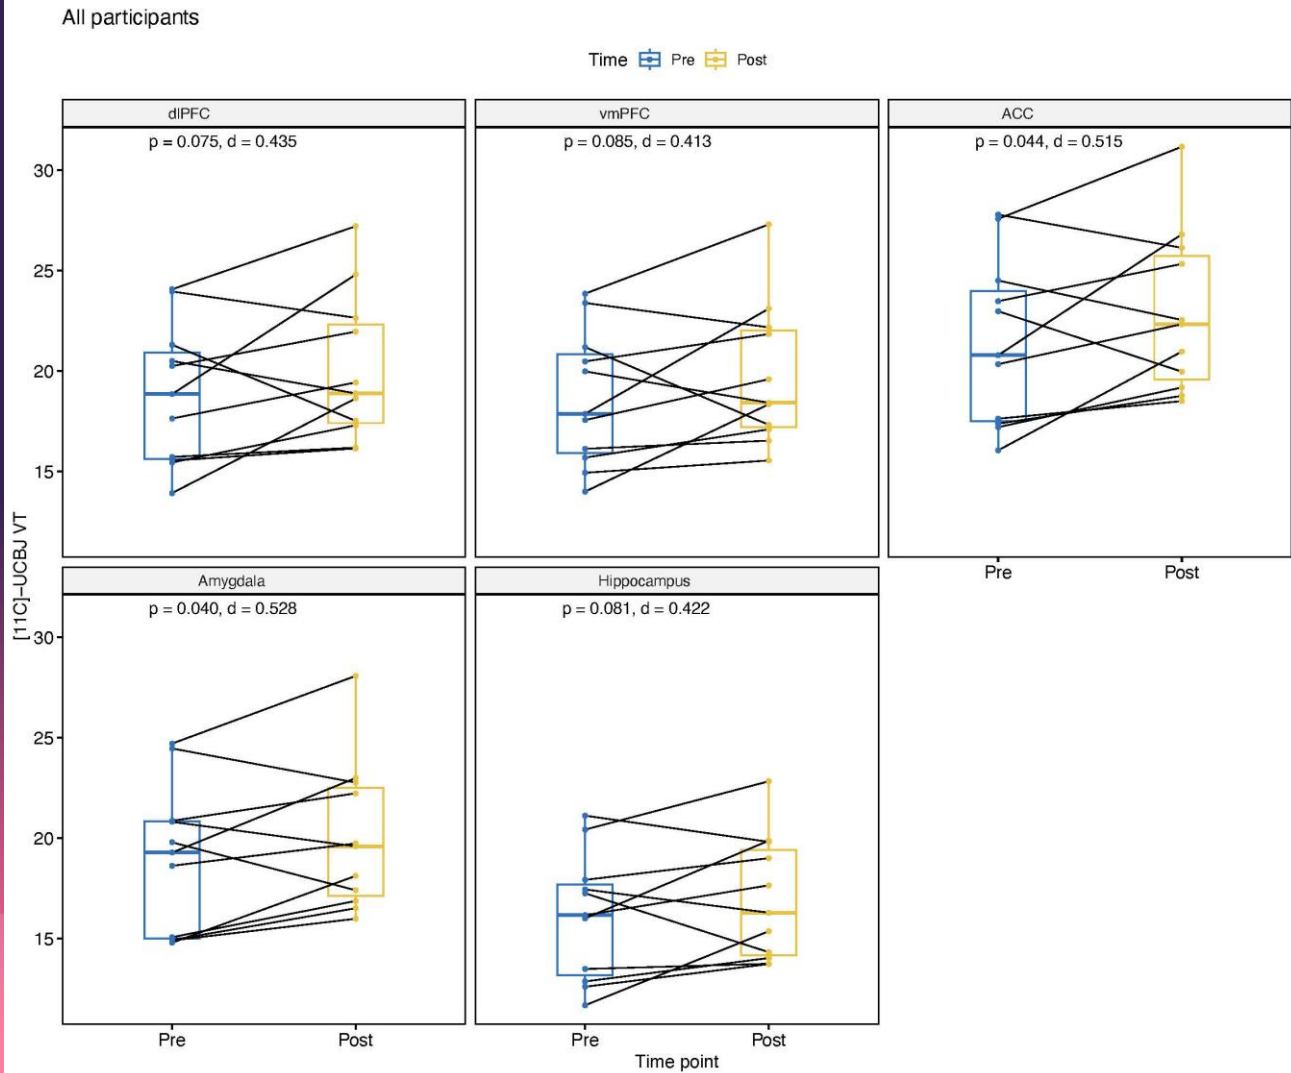 All participants
Time Pre Post
dlPFC
vmPFC
ACC
p = 0.075, d = 0.435
p = 0.085, d = 0.413
p = 0.044, d = 0.515
30
25
20
15
Pre
Post
[11C]−UCBJ VT
Amygdala
Hippocampus
p = 0.040, d = 0.528
p = 0.081, d = 0.422
30
25
20
15
Pre
Post
Pre
Post
Time point